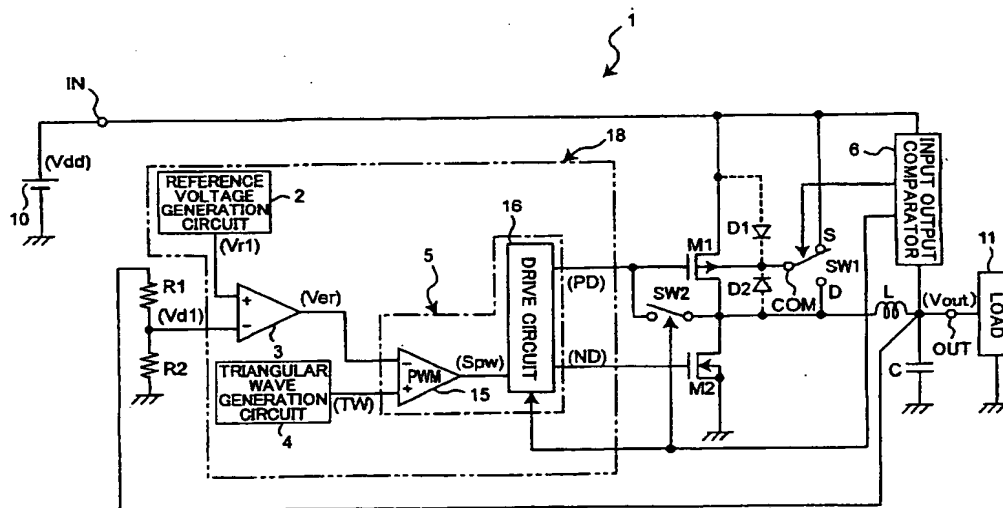 1
IN
(Vdd)
10
REFERENCE
VOLTAGE
GENERATION
CIRCUIT
2
(Vr1)
18
16
5
DRIVE CIRCUIT
(PD)
SW2
(ND)
M1
M2
D1
D2
S
SW1
COM
D
6
INPUT OUTPUT
COMPARATOR
11
LOAD
L
(Vout)
OUT
C
R1
(Vd1)
R2
+
−
3
(Ver)
TRIANGULAR
WAVE
GENERATION
CIRCUIT
4
(TW)
−
+
PWM
15
(Spw)